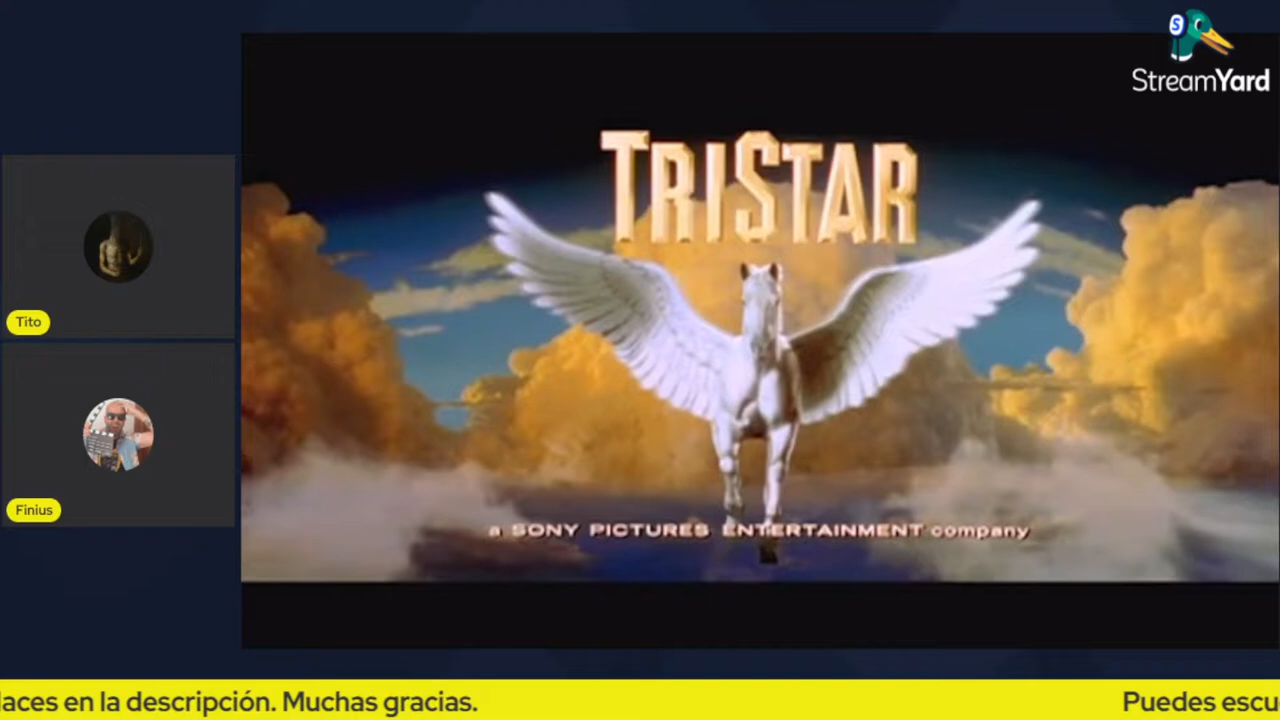 StreamYard
TRISTAR
a SONY PICTURES ENTERTAINMENT company
Tito
Finius
laces en la descripción. Muchas gracias.
Puedes escu